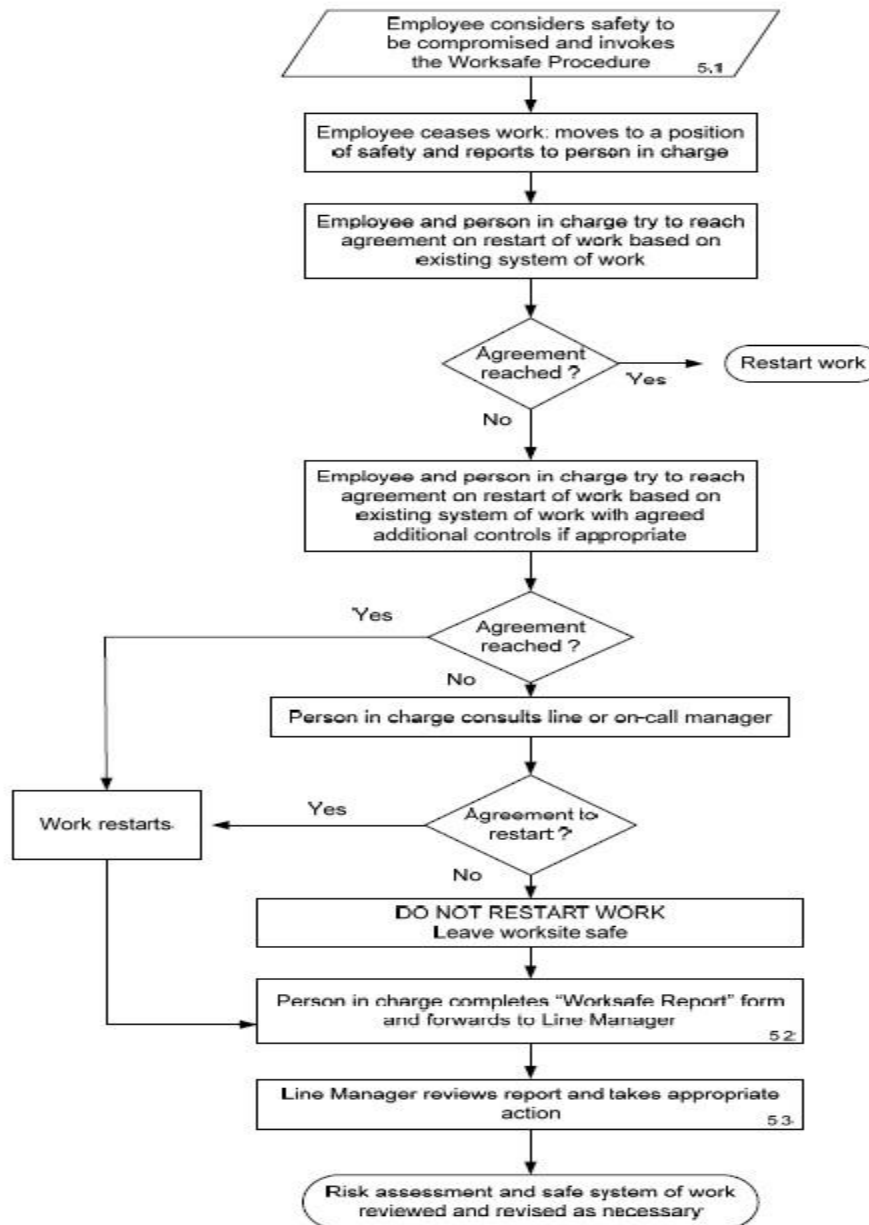 Employee considers safety to
be compromised and invokes
the Worksafe Procedure
5.1
Employee ceases work: moves to a position
of safety and reports to person in charge
Employee and person in charge try to reach
agreement on restart of work based on
existing system of work
Agreement
reached ?
Yes
Restart work
No
Employee and person in charge try to reach
agreement on restart of work based on
existing system of work with agreed
additional controls if appropriate
Yes
Agreement
reached ?
No
Person in charge consults line or on-call manager
Work restarts
Yes
Agreement to
restart ?
No
DO NOT RESTART WORK
Leave worksite safe
Person in charge completes “Worksafe Report” form
and forwards to Line Manager
5.2
Line Manager reviews report and takes appropriate
action
5.3
Risk assessment and safe system of work
reviewed and revised as necessary